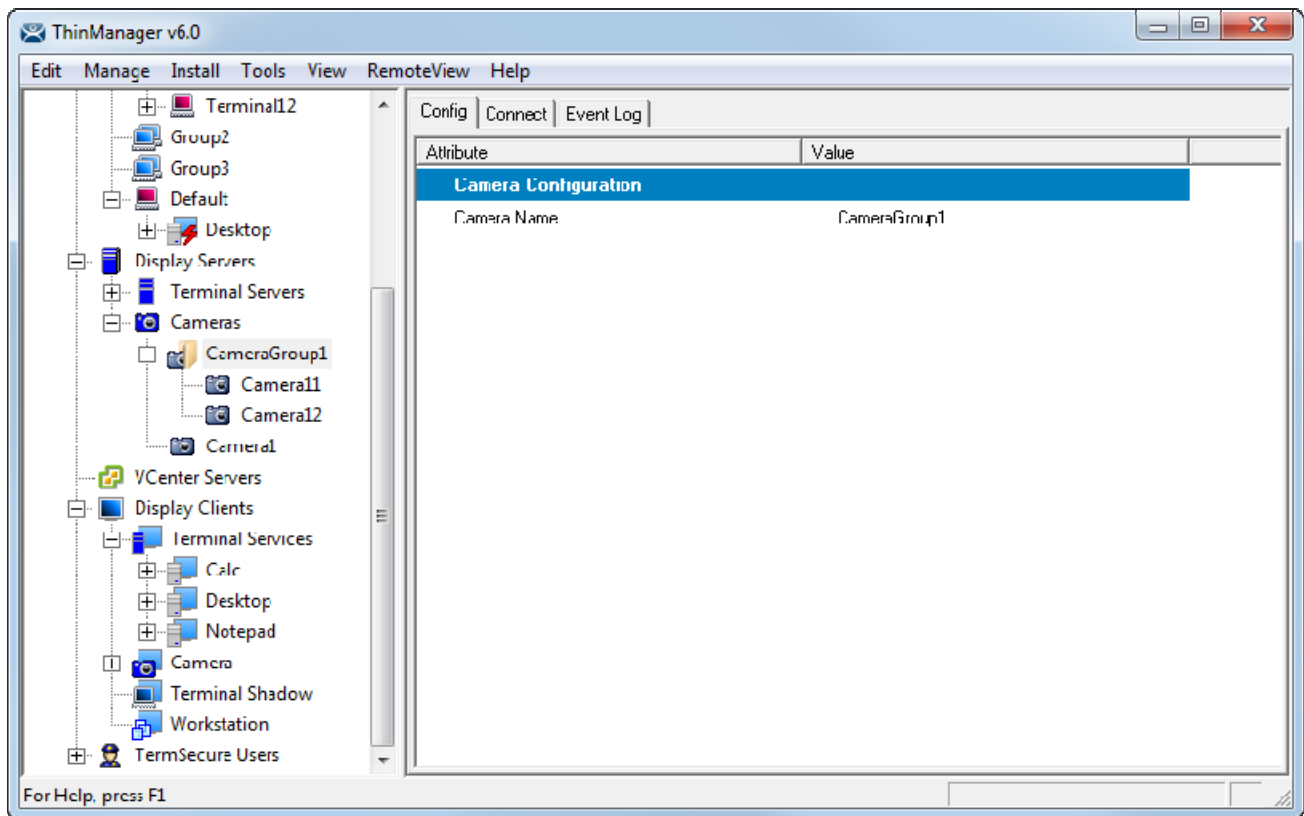 ThinManager v6.0
Edit Manage Install Tools View RemoteView Help
Terminal12
Group2
Group3
Default
Desktop
Display Servers
Terminal Servers
Cameras
CameraGroup1
Camera11
Camera12
Camera1
VCenter Servers
Display Clients
Terminal Services
Calc
Desktop
Notepad
Camera
Terminal Shadow
Workstation
TermSecure Users
Config Connect Event Log
Attribute Value
Camera Configuration
Camera Name CameraGroup1
For Help, press F1